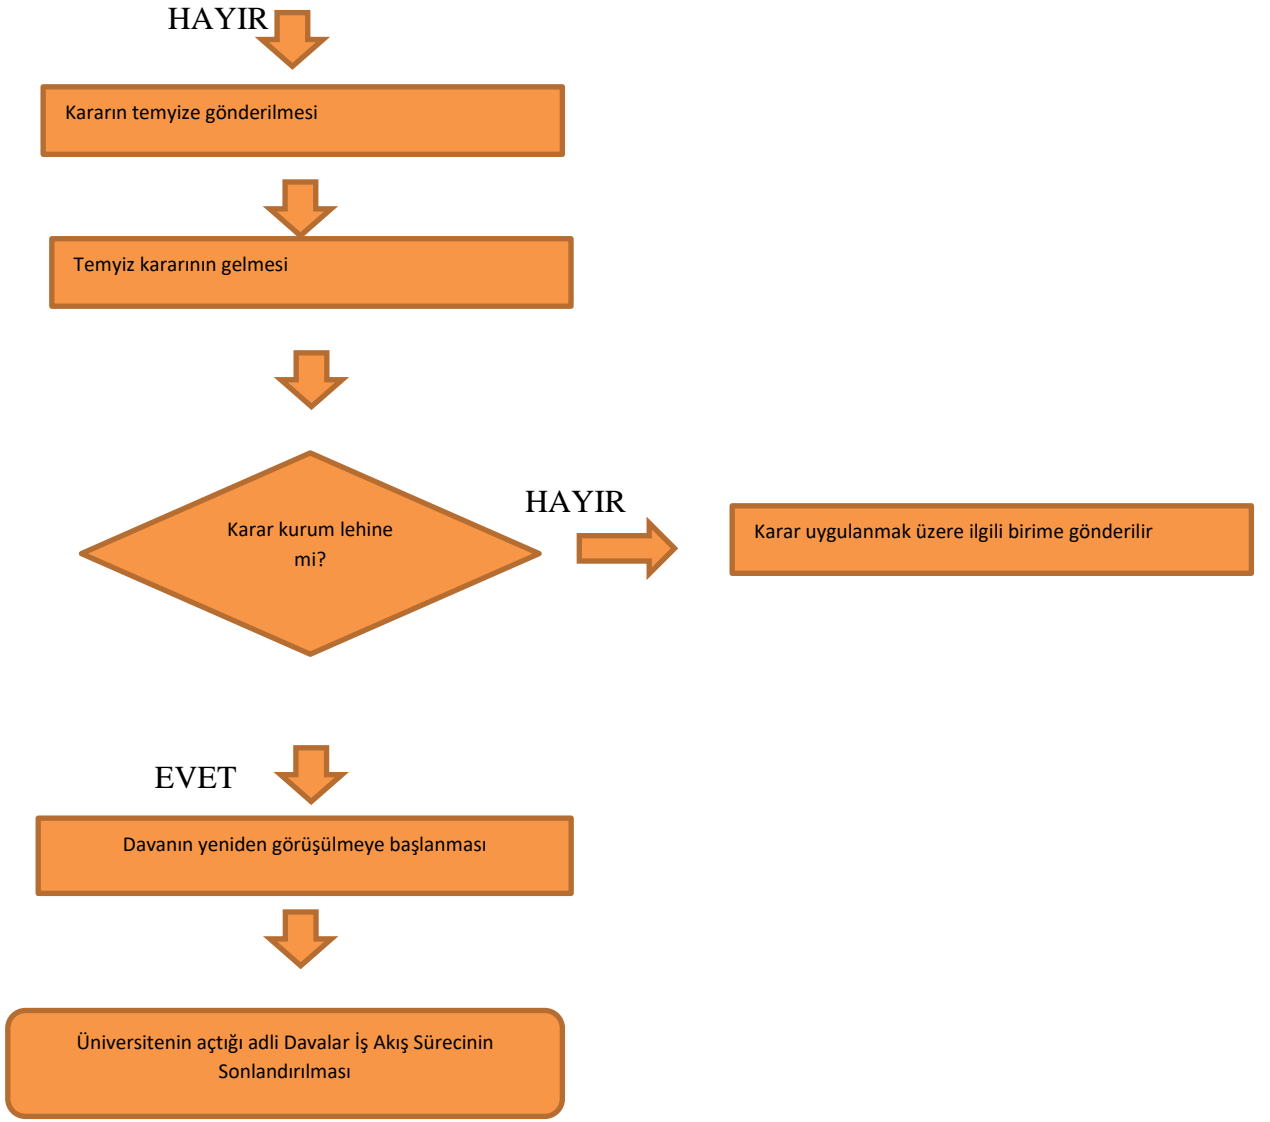 HAYIR
Kararın temyize gönderilmesi
Temyiz kararının gelmesi
Karar kurum lehine
mi?
HAYIR
Karar uygulanmak üzere ilgili birime gönderilir
EVET
Davanın yeniden görüşülmeye başlanması
Üniversitenin açtığı adli Davalar İş Akış Sürecinin
Sonlandırılması